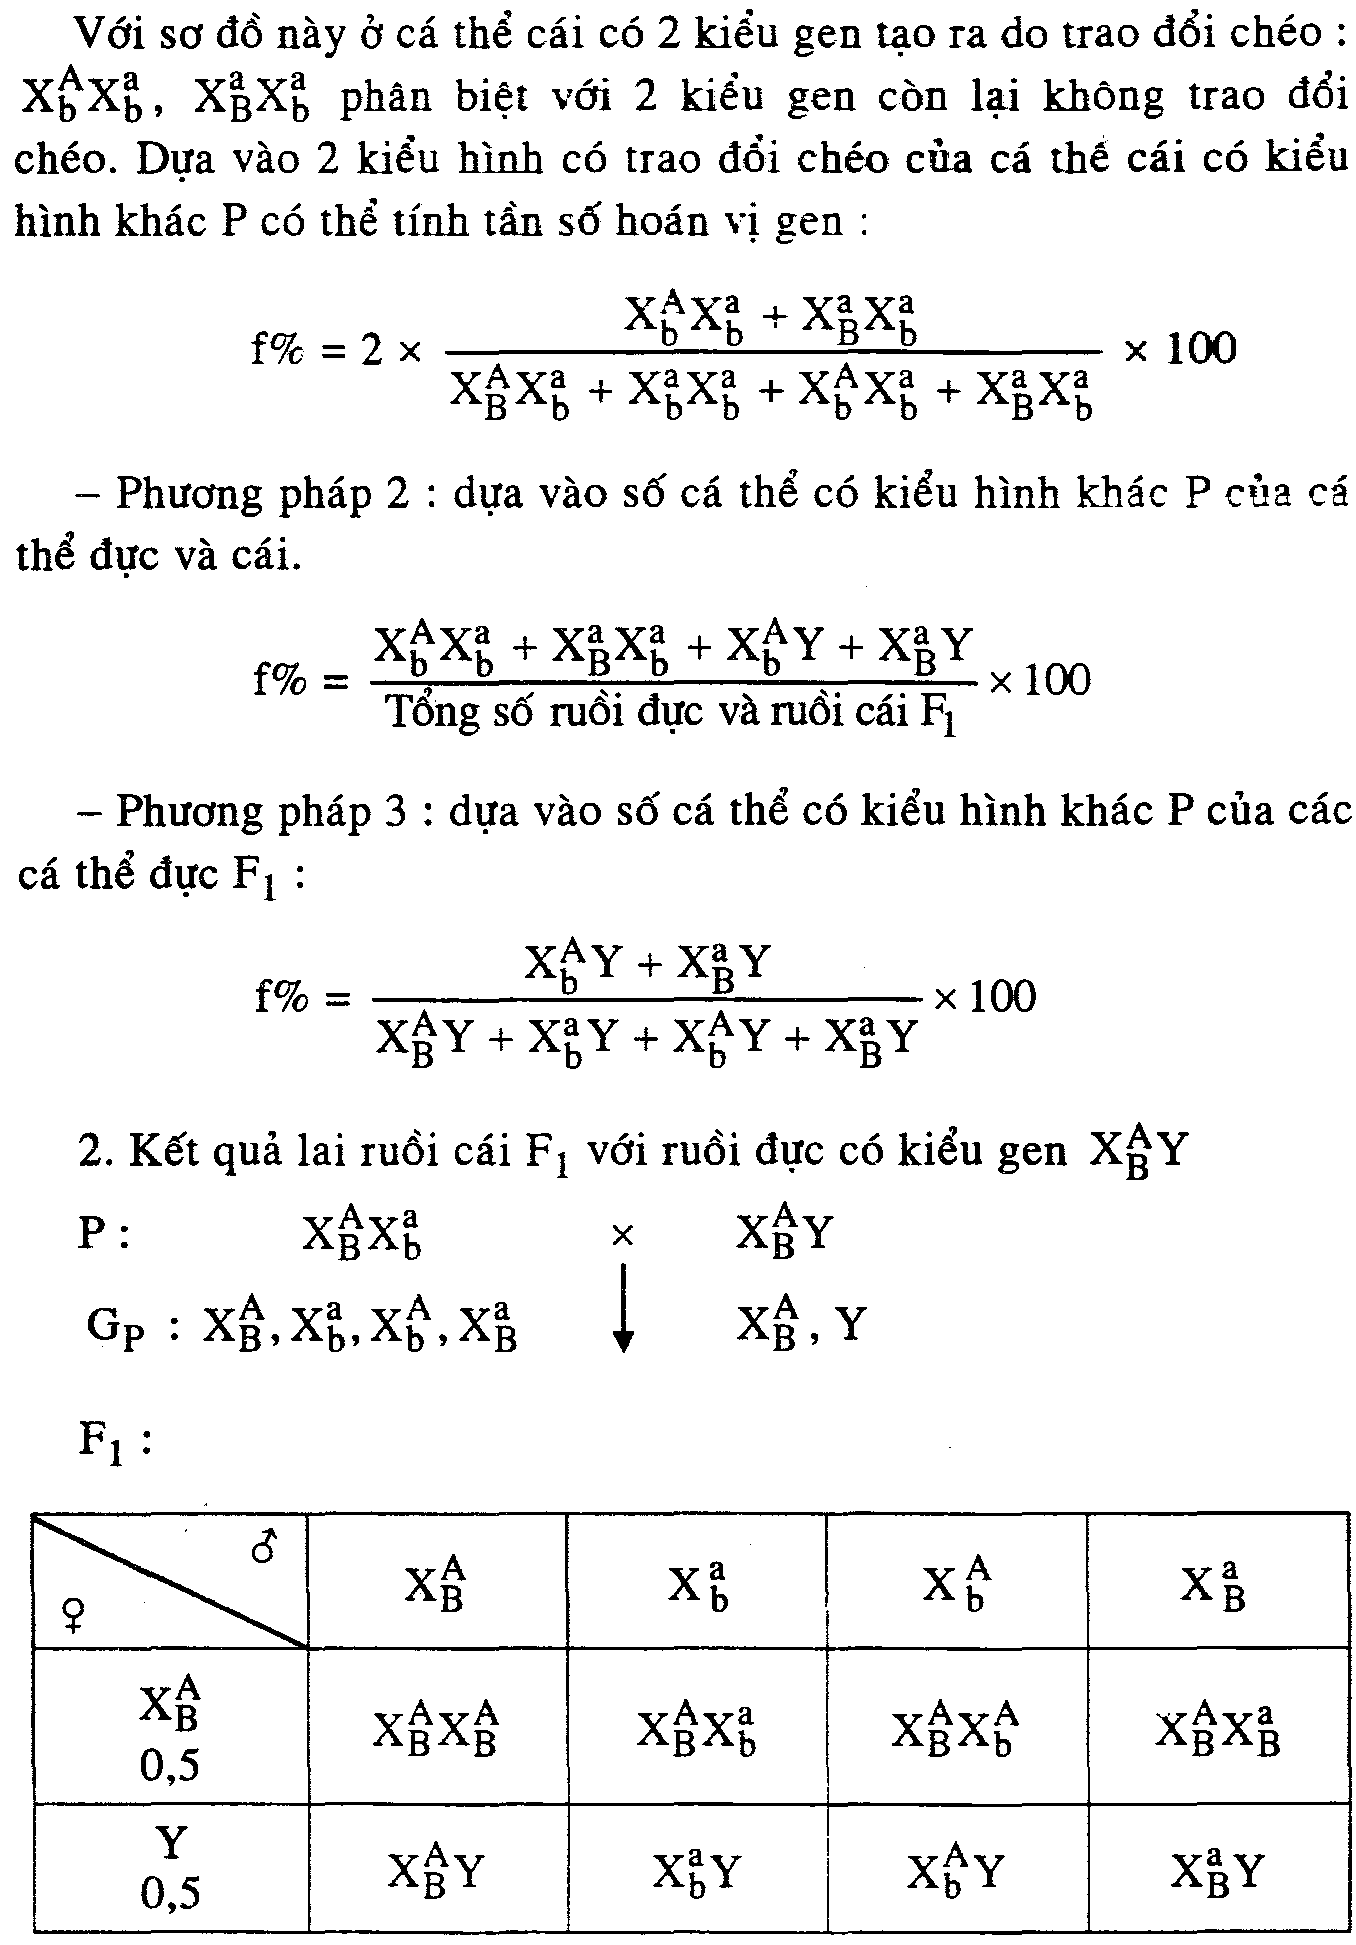 Với sơ đồ này ở cá thể cái có 2 kiểu gen tạo ra do trao đổi chéo :
X^A_b X^a_b, X^a_B X^a_b phân biệt với 2 kiểu gen còn lại không trao đổi
chéo. Dựa vào 2 kiểu hình có trao đổi chéo của cá thể cái có kiểu
hình khác P có thể tính tần số hoán vị gen :
f% = 2 × (X^A_b X^a_b + X^a_B X^a_b) / (X^A_B X^a_b + X^a_b X^a_b + X^A_b X^a_b + X^a_B X^a_b) × 100
– Phương pháp 2 : dựa vào số cá thể có kiểu hình khác P của cá
thể đực và cái.
f% = (X^A_b X^a_b + X^a_B X^a_b + X^A_b Y + X^a_B Y) / (Tổng số ruồi đực và ruồi cái F_1) × 100
– Phương pháp 3 : dựa vào số cá thể có kiểu hình khác P của các
cá thể đực F_1 :
f% = (X^A_b Y + X^a_B Y) / (X^A_B Y + X^a_b Y + X^A_b Y + X^a_B Y) × 100
2. Kết quả lai ruồi cái F_1 với ruồi đực có kiểu gen X^A_B Y
P : X^A_B X^a_b × X^A_B Y
G_P : X^A_B, X^a_b, X^A_b, X^a_B ↓ X^A_B, Y
F_1 :
♂ ♀ X^A_B X^a_b X^A_b X^a_B
X^A_B 0,5 X^A_B X^A_B X^A_B X^a_b X^A_B X^A_b X^A_B X^a_B
Y 0,5 X^A_B Y X^a_b Y X^A_b Y X^a_B Y